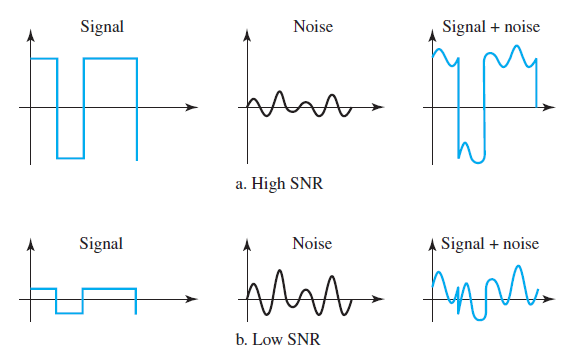 Signal
Noise
Signal + noise
a. High SNR
Signal
Noise
Signal + noise
b. Low SNR